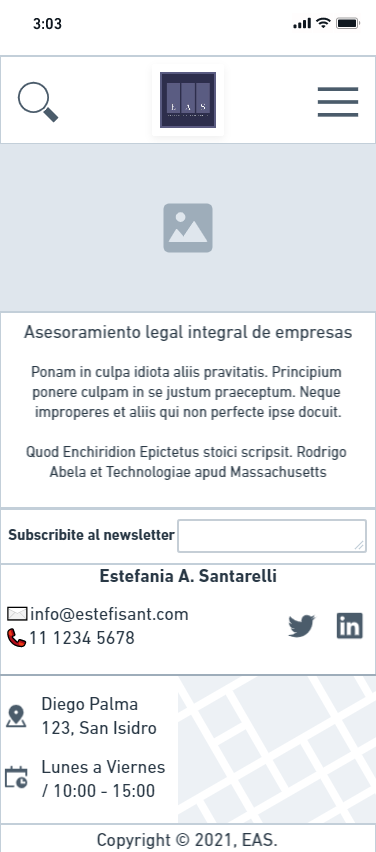 3:03
E A S
Asesoramiento legal integral de empresas
Ponam in culpa idiota aliis pravitatis. Principium
ponere culpam in se justum praeceptum. Neque
improperes et aliis qui non perfecte ipse docuit.
Quod Enchiridion Epictetus stoici scripsit. Rodrigo
Abela et Technologiae apud Massachusetts
Subscribite al newsletter
Estefania A. Santarelli
info@estefisant.com
11 1234 5678
in
Diego Palma
123, San Isidro
Lunes a Viernes
/ 10:00 - 15:00
Copyright © 2021, EAS.